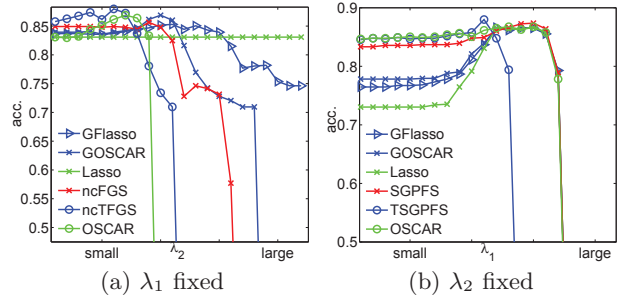 (a)
0.85
0.8
0.75
0.7
0.65
0.6
0.55
0.5
acc.
GFlasso
GOSCAR
Lasso
ncFGS
ncTFGS
OSCAR
small
λ2
large
(a) λ1 fixed
(b)
0.9
0.8
0.7
0.6
0.5
acc.
GFlasso
GOSCAR
Lasso
SGPFS
TSGPFS
OSCAR
small
λ1
large
(b) λ2 fixed